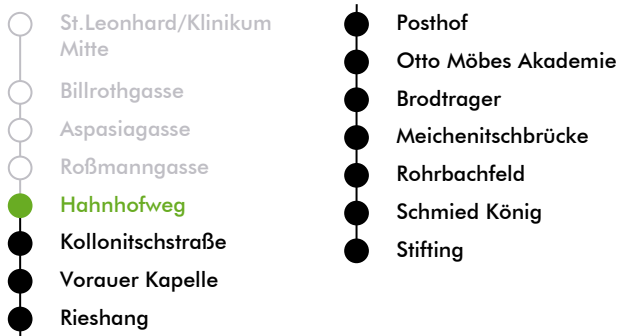 St.Leonhard/Klinikum
Mitte
Billrothgasse
Aspasiagasse
Roßmanngasse
Hahnhofweg
Kollonitschstraße
Vorauer Kapelle
Rieshang
Posthof
Otto Möbes Akademie
Brodtrager
Meichenitschbrücke
Rohrbachfeld
Schmied König
Stifting